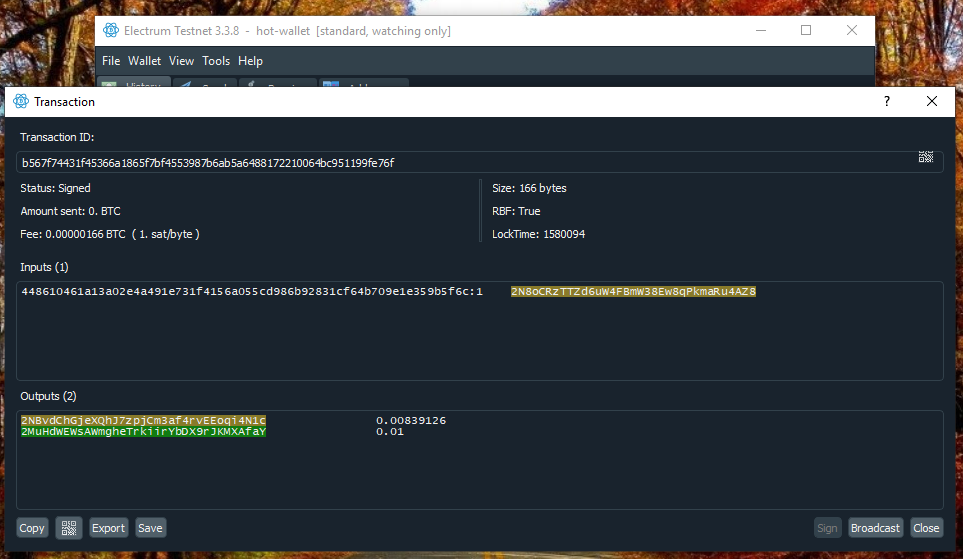 Electrum Testnet 3.3.8 - hot-wallet [standard, watching only]
File Wallet View Tools Help
History
Transaction
?
Transaction ID:
b567f74431f45366a1865f7bf4553987b6ab5a6488172210064bc951199fe76f
Status: Signed
Size: 166 bytes
Amount sent: 0. BTC
RBF: True
Fee: 0.00000166 BTC ( 1. sat/byte )
LockTime: 1580094
Inputs (1)
448610461a13a02e4a491e731f4156a055cd986b92831cf64b709e1e359b5f6c:1 2N8oCRzTTZd6uW4FBmW38Ew8qPkmaRu4AZ8
Outputs (2)
2NBvdChGjeXQhJ7zpjCm3af4rvEEoqi4N1c 0.00839126
2MuHdWEWsAWmgheTrkiirYbDX9rJKMXAfaY 0.01
Copy Export Save Sign Broadcast Close